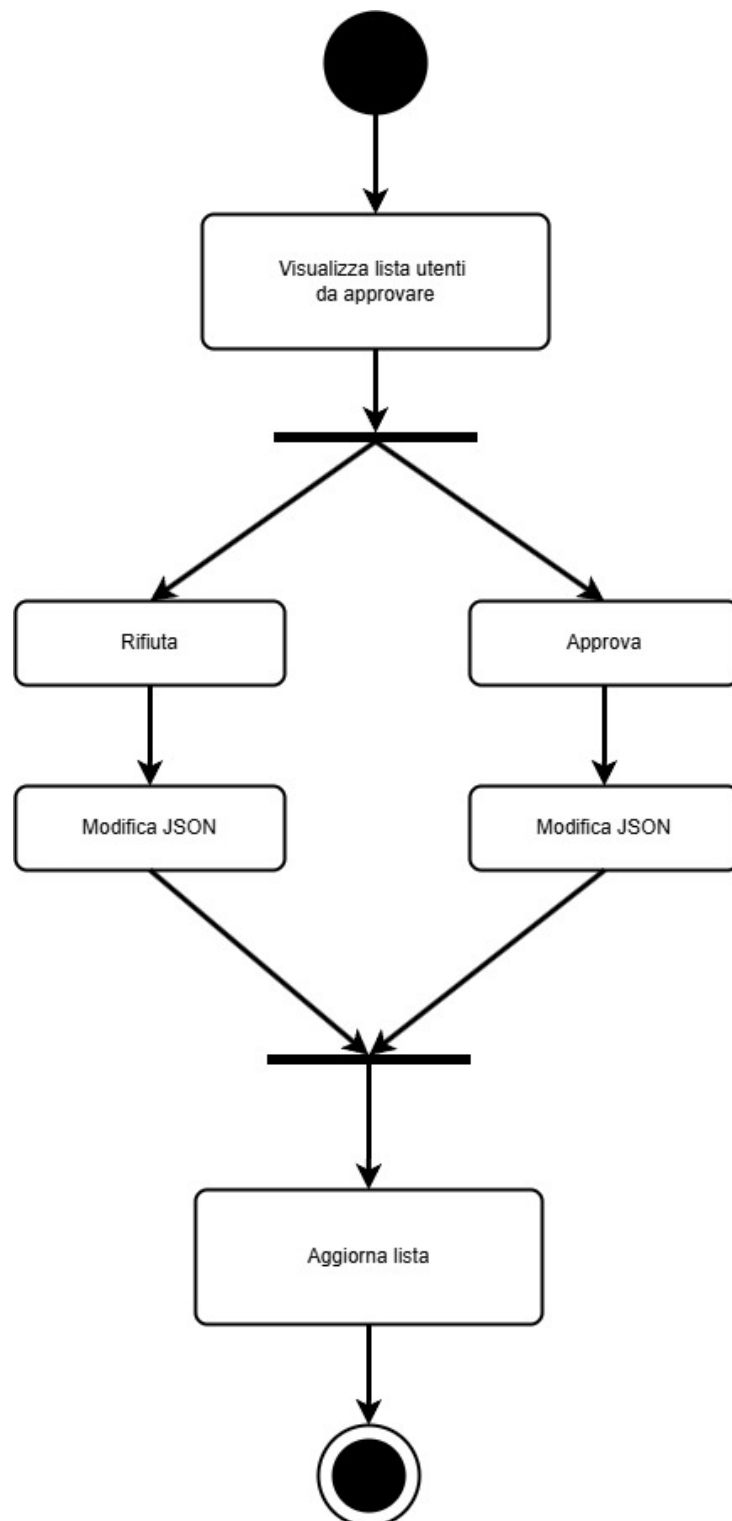 Visualizza lista utenti
da approvare
Rifiuta
Approva
Modifica JSON
Modifica JSON
Aggiorna lista